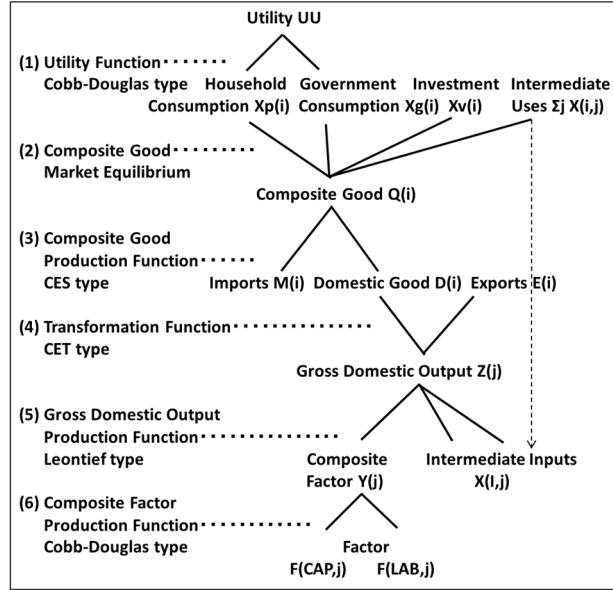 Utility UU
(1) Utility Function ········
Cobb-Douglas type Household Government Investment Intermediate
Consumption Xp(i) Consumption Xg(i) Xv(i) Uses Σj X(i,j)
(2) Composite Good ············
Market Equilibrium
Composite Good Q(i)
(3) Composite Good
Production Function ·······
CES type Imports M(i) Domestic Good D(i) Exports E(i)
(4) Transformation Function ·················
CET type
Gross Domestic Output Z(j)
(5) Gross Domestic Output
Production Function ·················
Leontief type Composite Intermediate Inputs
Factor Y(j) X(I,j)
(6) Composite Factor
Production Function ·············
Cobb-Douglas type Factor
F(CAP,j) F(LAB,j)